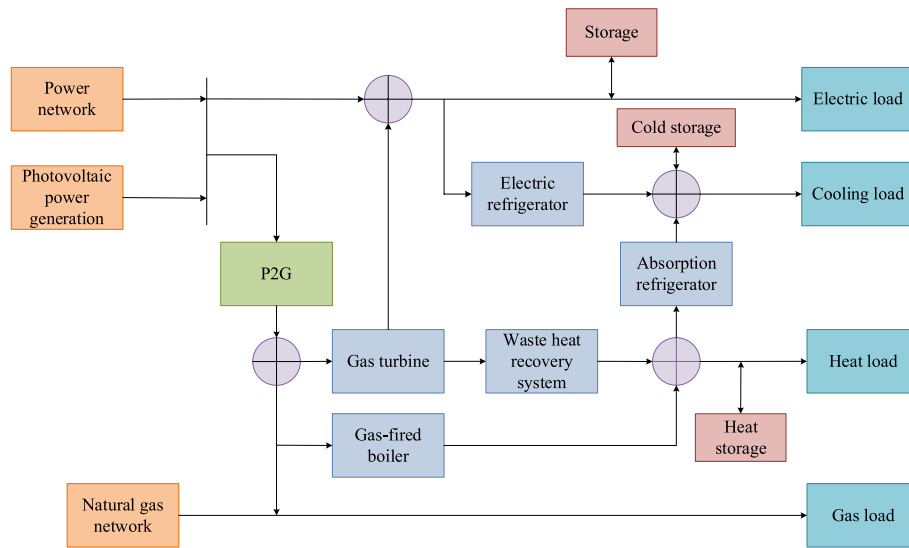 Storage
Power
network
Electric load
Cold storage
Photovoltaic
power
generation
Electric
refrigerator
Cooling load
P2G
Absorption
refrigerator
Gas turbine
Waste heat
recovery
system
Heat load
Gas-fired
boiler
Heat
storage
Natural gas
network
Gas load